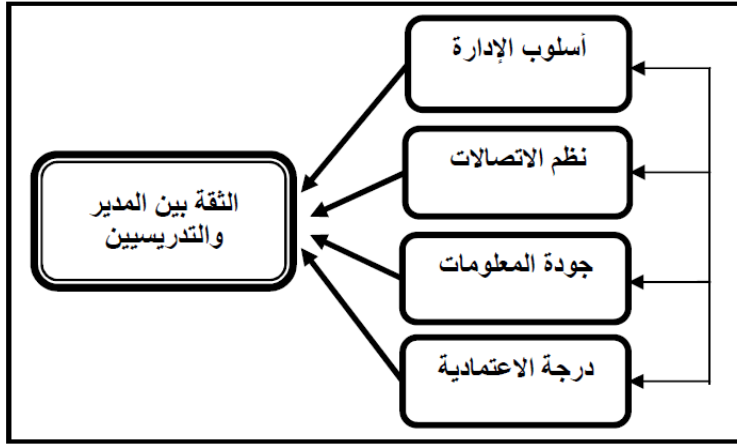 أسلوب الإدارة
نظم الاتصالات
الثقة بين المدير
والتدريسيين
جودة المعلومات
درجة الاعتمادية